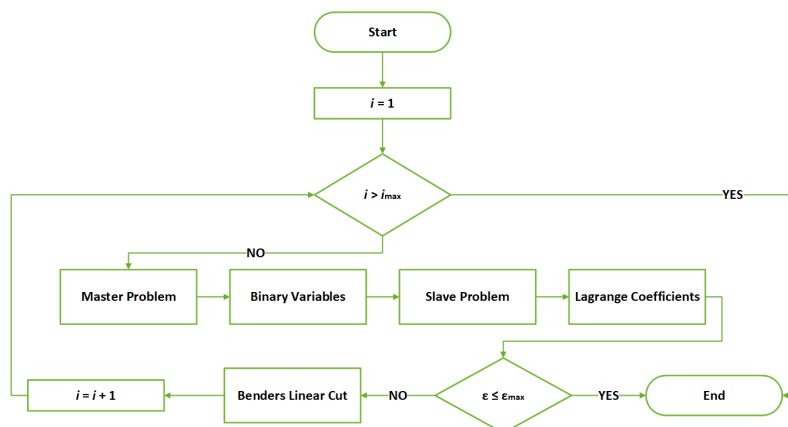 Start
i = 1
i > imax
YES
NO
Master Problem
Binary Variables
Slave Problem
Lagrange Coefficients
i = i + 1
Benders Linear Cut
NO
ε ≤ εmax
YES
End